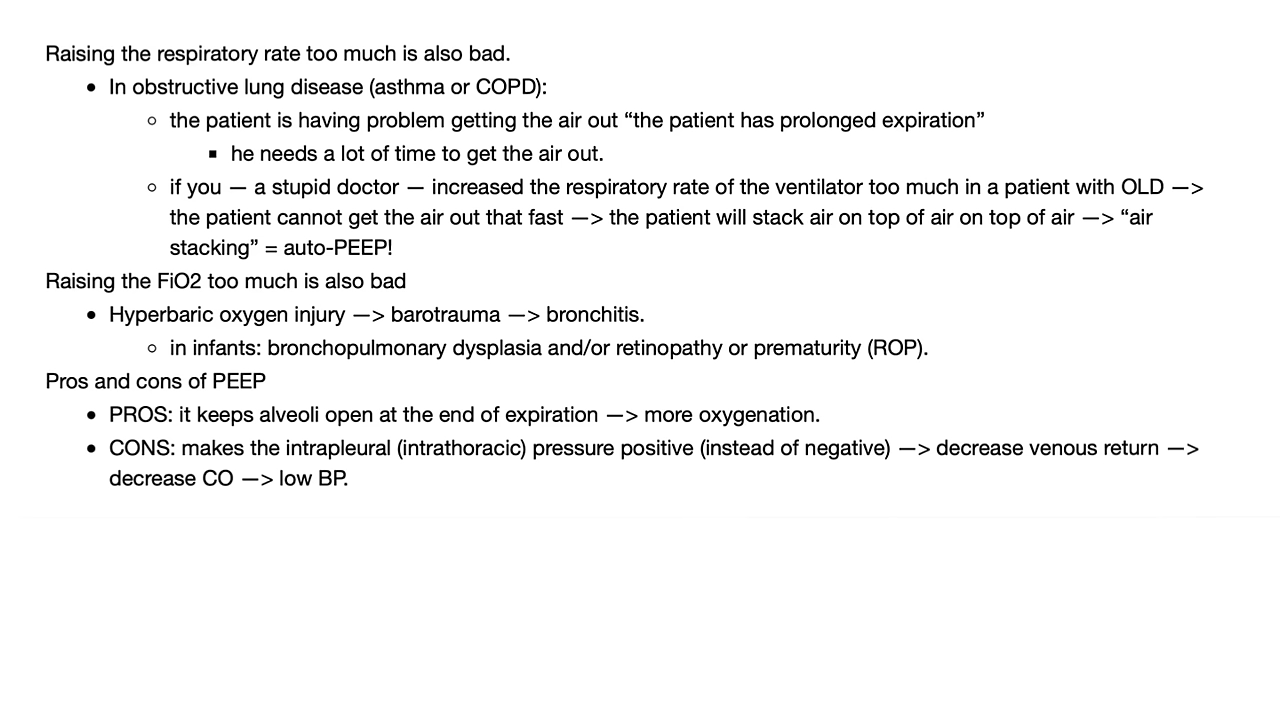 Raising the respiratory rate too much is also bad.
• In obstructive lung disease (asthma or COPD):
◦ the patient is having problem getting the air out “the patient has prolonged expiration”
▪ he needs a lot of time to get the air out.
◦ if you — a stupid doctor — increased the respiratory rate of the ventilator too much in a patient with OLD —>
the patient cannot get the air out that fast —> the patient will stack air on top of air on top of air —> “air
stacking” = auto-PEEP!
Raising the FiO2 too much is also bad
• Hyperbaric oxygen injury —> barotrauma —> bronchitis.
◦ in infants: bronchopulmonary dysplasia and/or retinopathy or prematurity (ROP).
Pros and cons of PEEP
• PROS: it keeps alveoli open at the end of expiration —> more oxygenation.
• CONS: makes the intrapleural (intrathoracic) pressure positive (instead of negative) —> decrease venous return —>
decrease CO —> low BP.